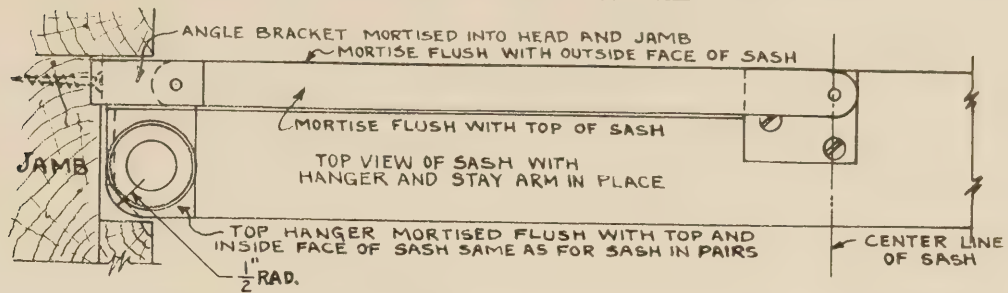 ANGLE BRACKET MORTISED INTO HEAD AND JAMB
MORTISE FLUSH WITH OUTSIDE FACE OF SASH
MORTISE FLUSH WITH TOP OF SASH
JAMB
TOP VIEW OF SASH WITH
HANGER AND STAY ARM IN PLACE
TOP HANGER MORTISED FLUSH WITH TOP AND
INSIDE FACE OF SASH SAME AS FOR SASH IN PAIRS
CENTER LINE
OF SASH
1/2" RAD.